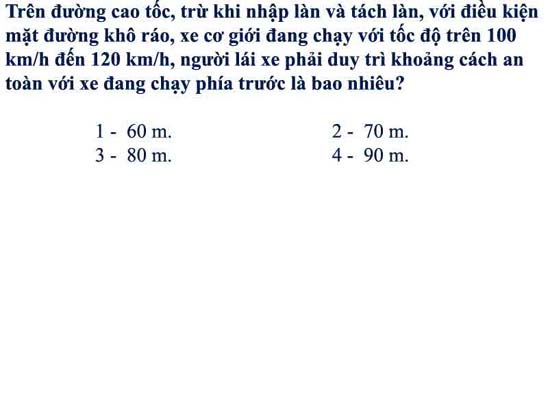 Trên đường cao tốc, trừ khi nhập làn và tách làn, với điều kiện
mặt đường khô ráo, xe cơ giới đang chạy với tốc độ trên 100
km/h đến 120 km/h, người lái xe phải duy trì khoảng cách an
toàn với xe đang chạy phía trước là bao nhiêu?
1 - 60 m. 2 - 70 m.
3 - 80 m. 4 - 90 m.